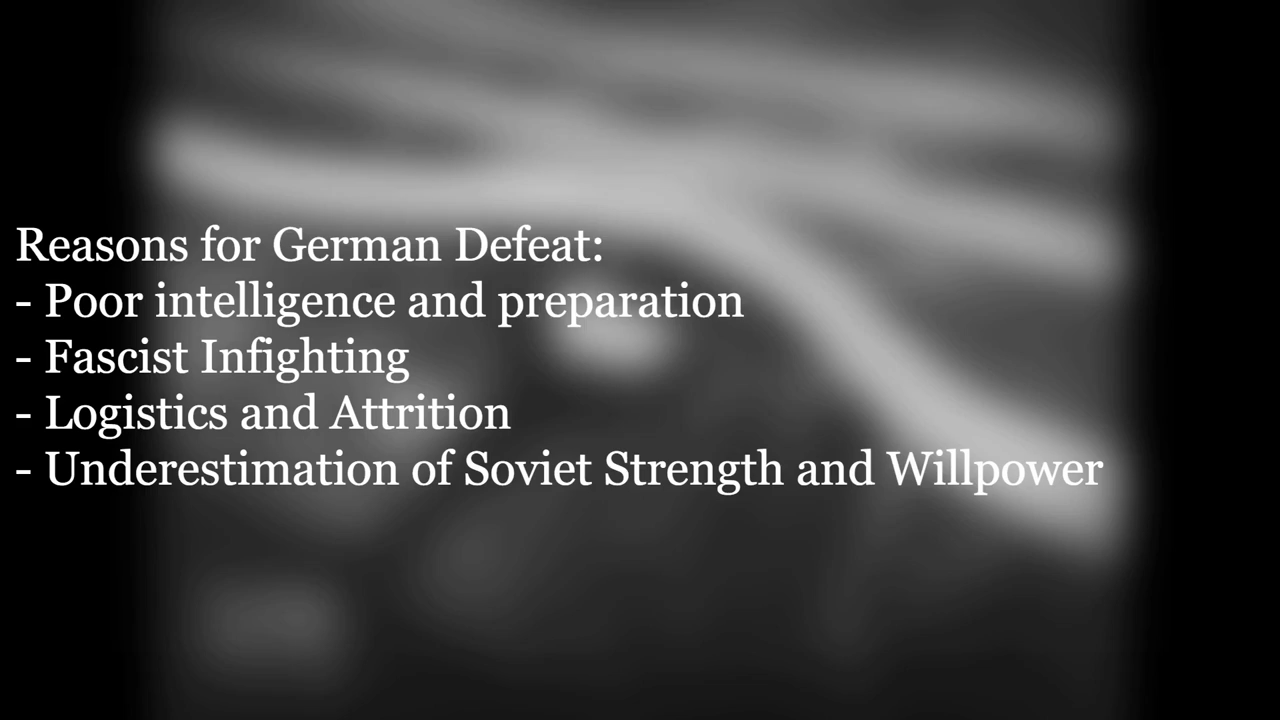 Reasons for German Defeat:
- Poor intelligence and preparation
- Fascist Infighting
- Logistics and Attrition
- Underestimation of Soviet Strength and Willpower